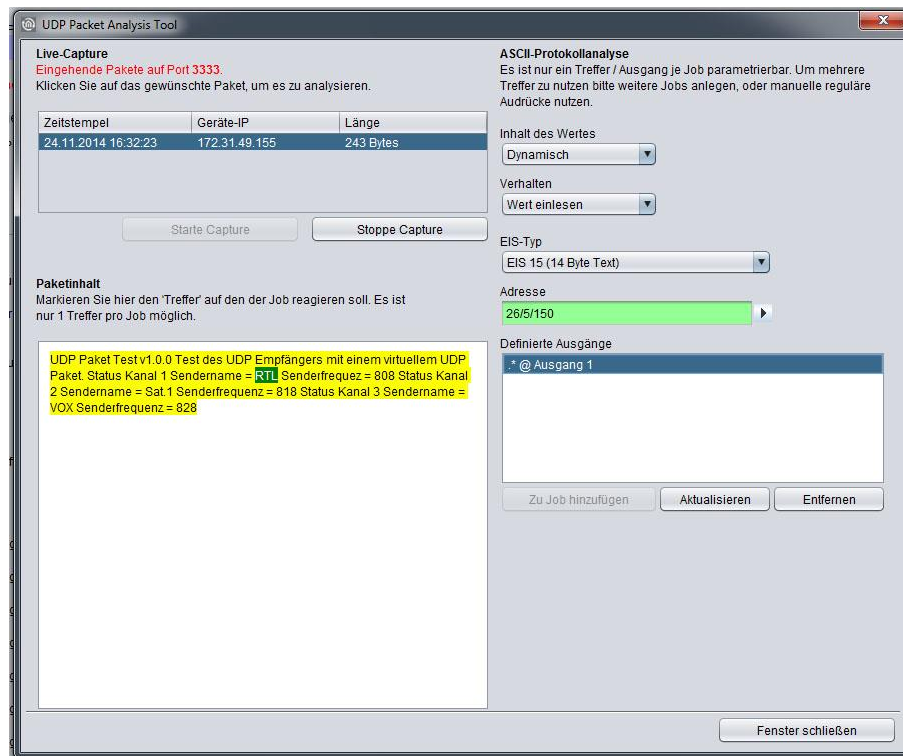 UDP Packet Analysis Tool
Live-Capture
Eingehende Pakete auf Port 3333.
Klicken Sie auf das gewünschte Paket, um es zu analysieren.
Zeitstempel Geräte-IP Länge
24.11.2014 16:32:23 172.31.49.155 243 Bytes
Starte Capture Stoppe Capture
Paketinhalt
Markieren Sie hier den 'Treffer' auf den der Job reagieren soll. Es ist
nur 1 Treffer pro Job möglich.
UDP Paket Test v1.0.0 Test des UDP Empfängers mit einem virtuellem UDP
Paket. Status Kanal 1 Sendername = RTL Senderfrequez = 808 Status Kanal
2 Sendername = Sat.1 Senderfrequenz = 818 Status Kanal 3 Sendername =
VOX Senderfrequenz = 828
ASCII-Protokollanalyse
Es ist nur ein Treffer / Ausgang je Job parametrierbar. Um mehrere
Treffer zu nutzen bitte weitere Jobs anlegen, oder manuelle reguläre
Audrücke nutzen.
Inhalt des Wertes
Dynamisch
Verhalten
Wert einlesen
EIS-Typ
EIS 15 (14 Byte Text)
Adresse
26/5/150
Definierte Ausgänge
.* @ Ausgang 1
Zu Job hinzufügen Aktualisieren Entfernen
Fenster schließen